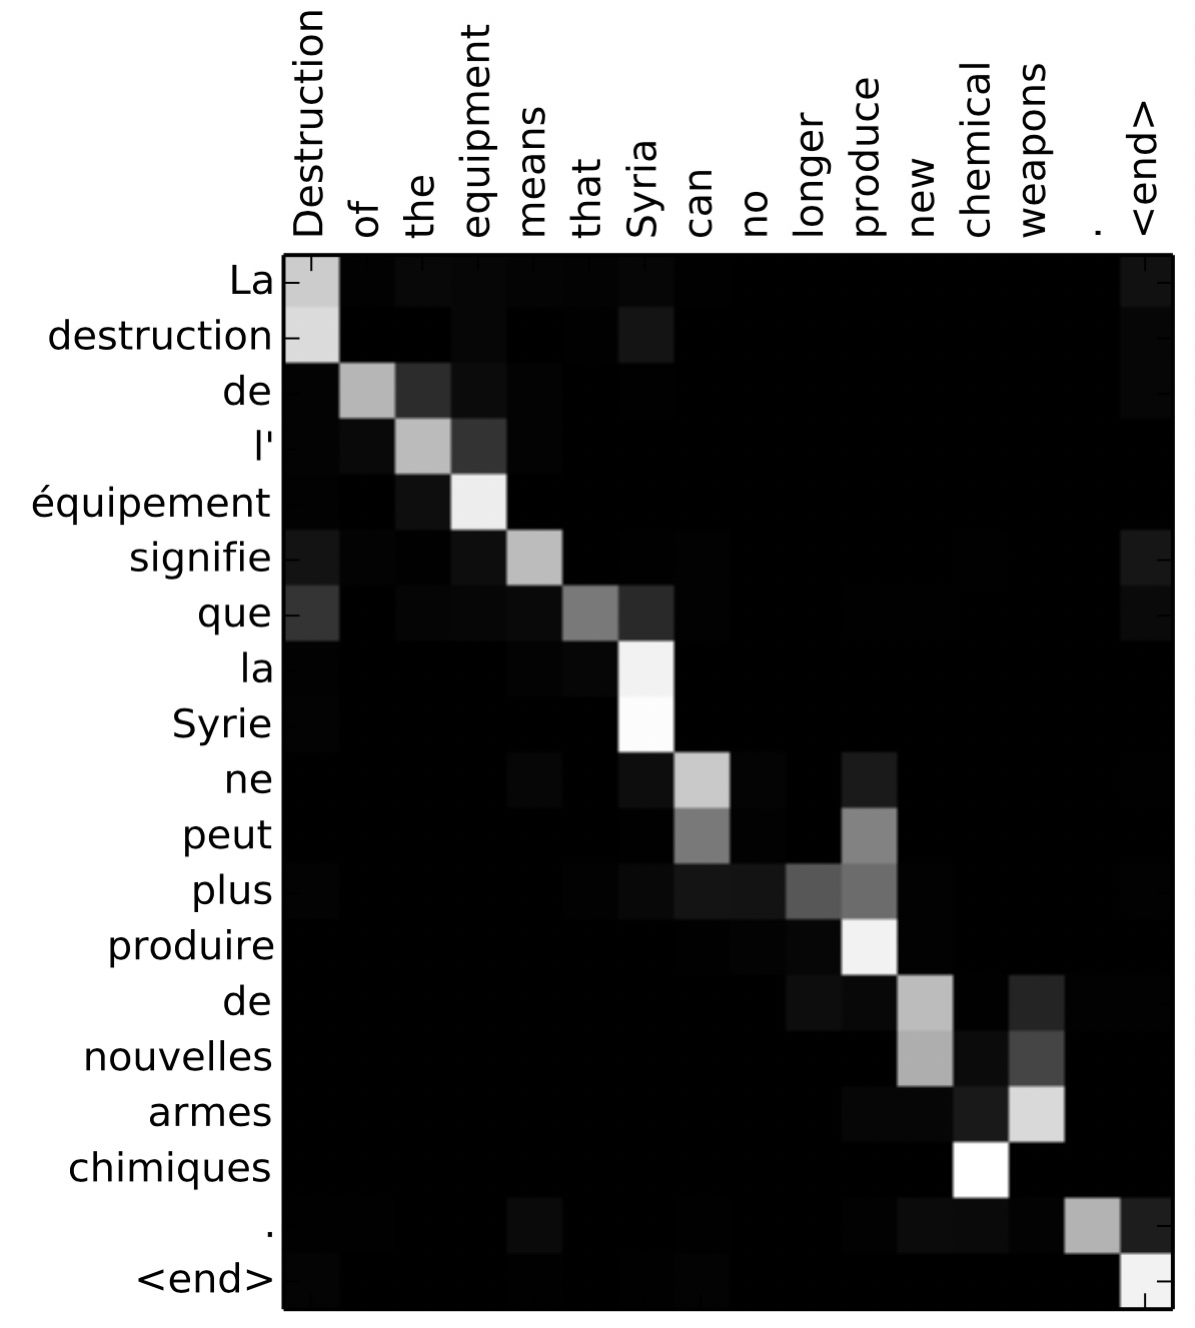 Destruction
of
the
equipment
means
that
Syria
can
no
longer
produce
new
chemical
weapons
.
<end>
La
destruction
de
l'
équipement
signifie
que
la
Syrie
ne
peut
plus
produire
de
nouvelles
armes
chimiques
.
<end>